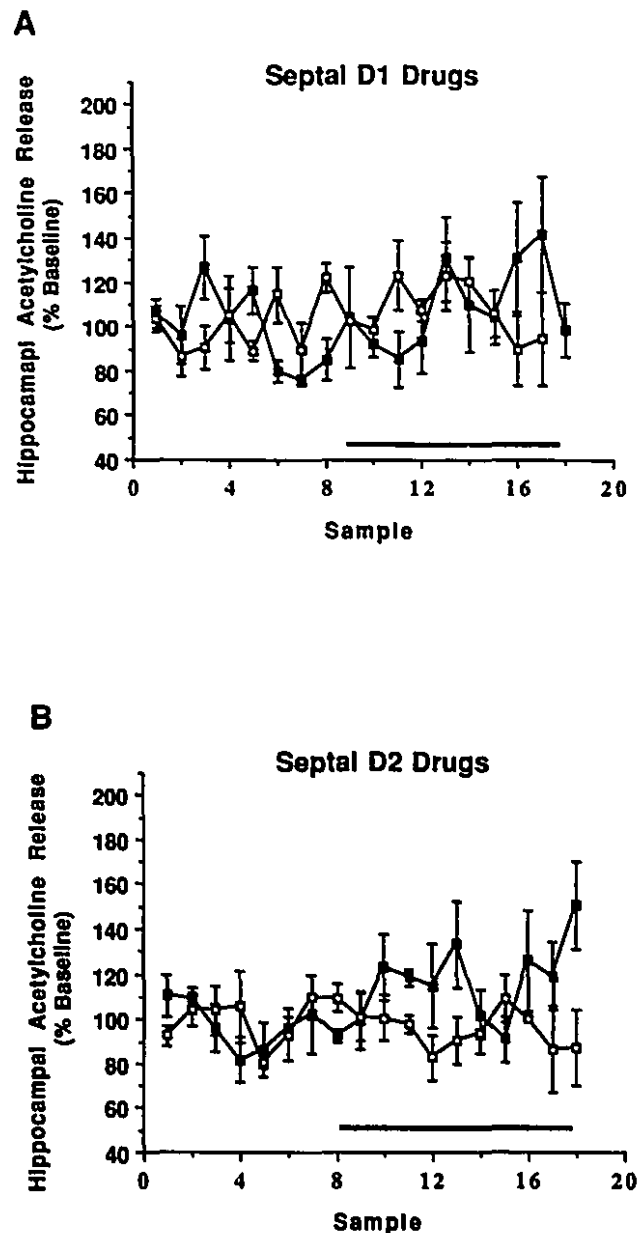 A
Septal D1 Drugs
Hippocamapl Acetylcholine Release
(% Baseline)
200
180
160
140
120
100
80
60
40
0 4 8 12 16 20
Sample
B
Septal D2 Drugs
Hippocampal Acetylcholine Release
(% Baseline)
200
180
160
140
120
100
80
60
40
0 4 8 12 16 20
Sample